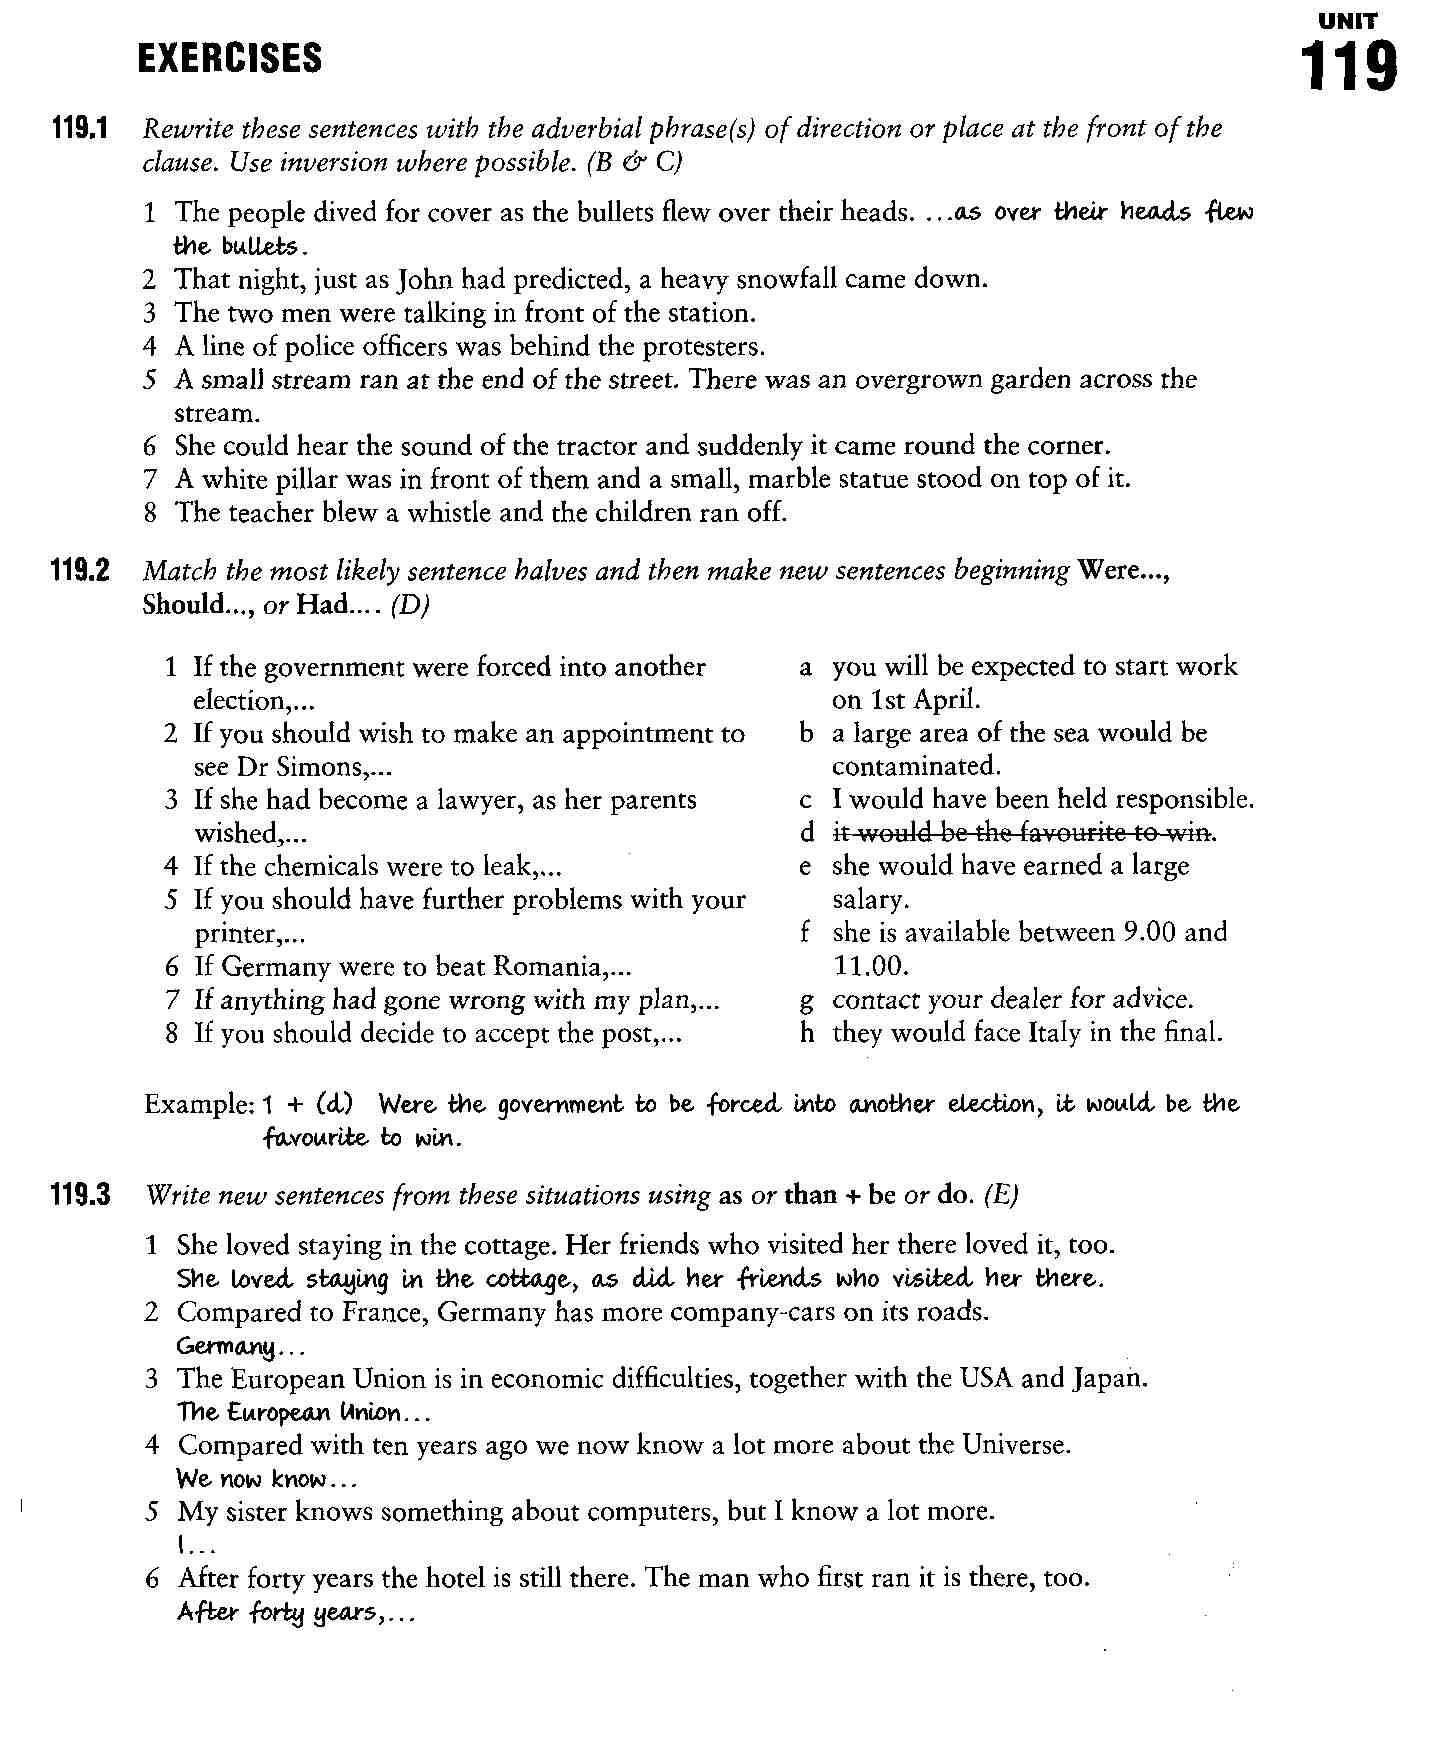 UNIT
EXERCISES
119
119.1 Rewrite these sentences with the adverbial phrase(s) of direction or place at the front of the
clause. Use inversion where possible. (B & C)
1 The people dived for cover as the bullets flew over their heads. ...as over their heads flew
the bullets.
2 That night, just as John had predicted, a heavy snowfall came down.
3 The two men were talking in front of the station.
4 A line of police officers was behind the protesters.
5 A small stream ran at the end of the street. There was an overgrown garden across the
stream.
6 She could hear the sound of the tractor and suddenly it came round the corner.
7 A white pillar was in front of them and a small, marble statue stood on top of it.
8 The teacher blew a whistle and the children ran off.
119.2 Match the most likely sentence halves and then make new sentences beginning Were...,
Should..., or Had.... (D)
1 If the government were forced into another
election,...
2 If you should wish to make an appointment to
see Dr Simons,...
3 If she had become a lawyer, as her parents
wished,...
4 If the chemicals were to leak,...
5 If you should have further problems with your
printer,...
6 If Germany were to beat Romania,...
7 If anything had gone wrong with my plan,...
8 If you should decide to accept the post,...
a you will be expected to start work
on 1st April.
b a large area of the sea would be
contaminated.
c I would have been held responsible.
d it would be the favourite to win.
e she would have earned a large
salary.
f she is available between 9.00 and
11.00.
g contact your dealer for advice.
h they would face Italy in the final.
Example: 1 + (d) Were the government to be forced into another election, it would be the
favourite to win.
119.3 Write new sentences from these situations using as or than + be or do. (E)
1 She loved staying in the cottage. Her friends who visited her there loved it, too.
She loved staying in the cottage, as did her friends who visited her there.
2 Compared to France, Germany has more company-cars on its roads.
Germany...
3 The European Union is in economic difficulties, together with the USA and Japan.
The European Union...
4 Compared with ten years ago we now know a lot more about the Universe.
We now know...
5 My sister knows something about computers, but I know a lot more.
I...
6 After forty years the hotel is still there. The man who first ran it is there, too.
After forty years,...